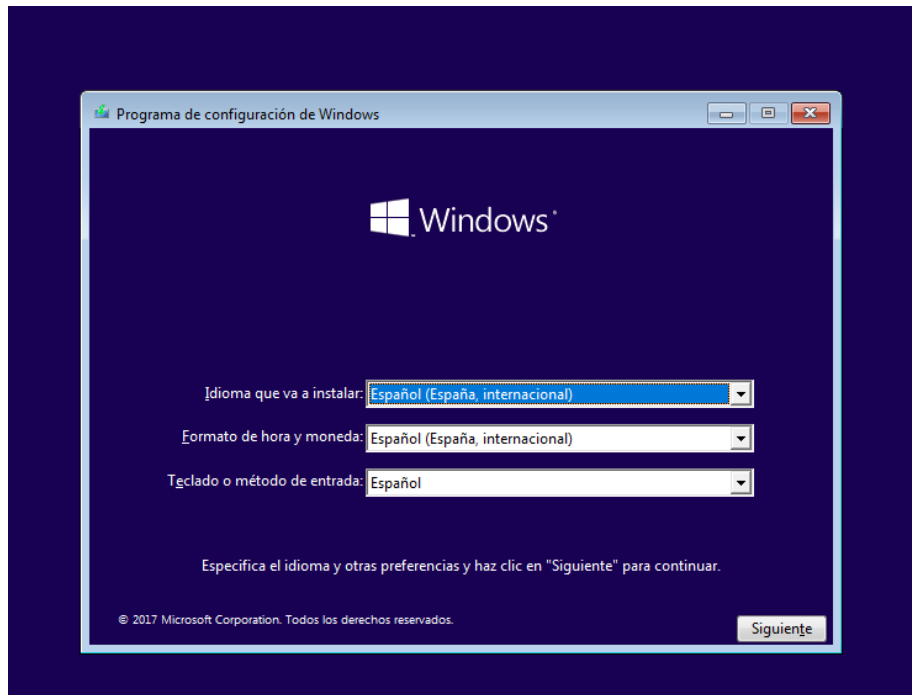 Programa de configuración de Windows
Windows
Idioma que va a instalar: Español (España, internacional)
Formato de hora y moneda: Español (España, internacional)
Teclado o método de entrada: Español
Especifica el idioma y otras preferencias y haz clic en "Siguiente" para continuar.
© 2017 Microsoft Corporation. Todos los derechos reservados.
Siguiente